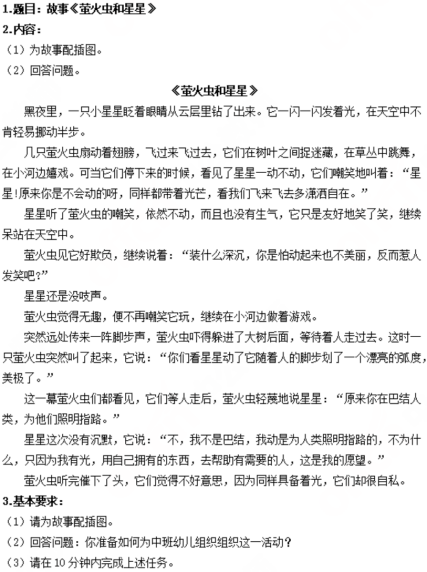 1.题目：故事《萤火虫和星星》
2.内容：
（1）为故事配插图。
（2）回答问题。
《萤火虫和星星》
黑夜里，一只小星星眨着眼睛从云层里钻了出来。它一闪一闪发着光，在天空中不
肯轻易挪动半步。
几只萤火虫扇动着翅膀，飞过来飞过去，它们在树叶之间捉迷藏，在草丛中跳舞，
在小河边嬉戏。可当它们停下来的时候，看见了星星一动不动，它们嘲笑地叫着：“星
星!原来你是不会动的呀，同样都带着光芒，看我们飞来飞去多潇洒自在。”
星星听了萤火虫的嘲笑，依然不动，而且也没有生气，它只是友好地笑了笑，继续
呆站在天空中。
萤火虫见它好欺负，继续说着：“装什么深沉，你是怕动起来也不美丽，反而惹人
发笑吧?”
星星还是没吱声。
萤火虫觉得无趣，便不再嘲笑它玩，继续在小河边做着游戏。
突然远处传来一阵脚步声，萤火虫吓得躲进了大树后面，等待着人走过去。这时一
只萤火虫突然叫了起来，它说：“你们看星星动了它随着人的脚步划了一个漂亮的弧度，
美极了。”
这一幕萤火虫们都看见，它们等人走后，萤火虫轻蔑地说星星：“原来你在巴结人
类，为他们照明指路。”
星星这次没有沉默，它说：“不，我不是巴结，我动是为人类照明指路的，不为什
么，只因为我有光，用自己拥有的东西，去帮助有需要的人，这是我的愿望。”
萤火虫听完催下了头，它们觉得不好意思，因为同样具备着光，它们却很自私。
3.基本要求：
（1）请为故事配插图。
（2）回答问题：你准备如何为中班幼儿组织组织这一活动？
（3）请在 10 分钟内完成上述任务。